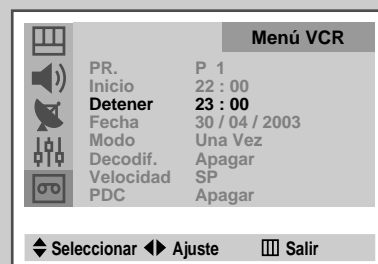 Menú VCR
PR. P 1
Inicio 22 : 00
Detener 23 : 00
Fecha 30 / 04 / 2003
Modo Una Vez
Decodif. Apagar
Velocidad SP
PDC Apagar
Seleccionar Ajuste Salir